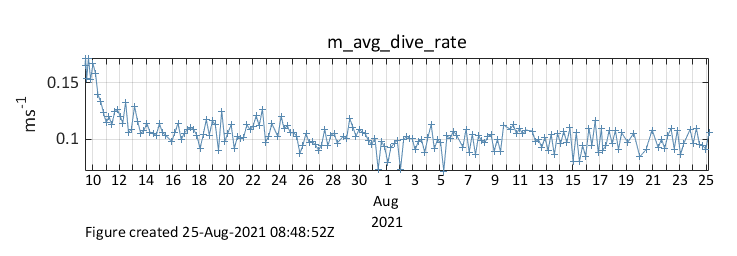 m_avg_dive_rate
ms-1
0.15
0.1
10 12 14 16 18 20 22 24 26 28 30 1 3 5 7 9 11 13 15 17 19 21 23 25
Aug
2021
Figure created 25-Aug-2021 08:48:52Z